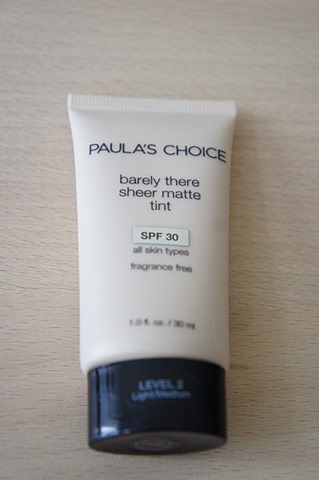 PAULA'S CHOICE
barely there
sheer matte
tint
SPF 30
all skin types
fragrance free
1.0 fl. oz. / 30 ml
LEVEL 2
Light/Medium